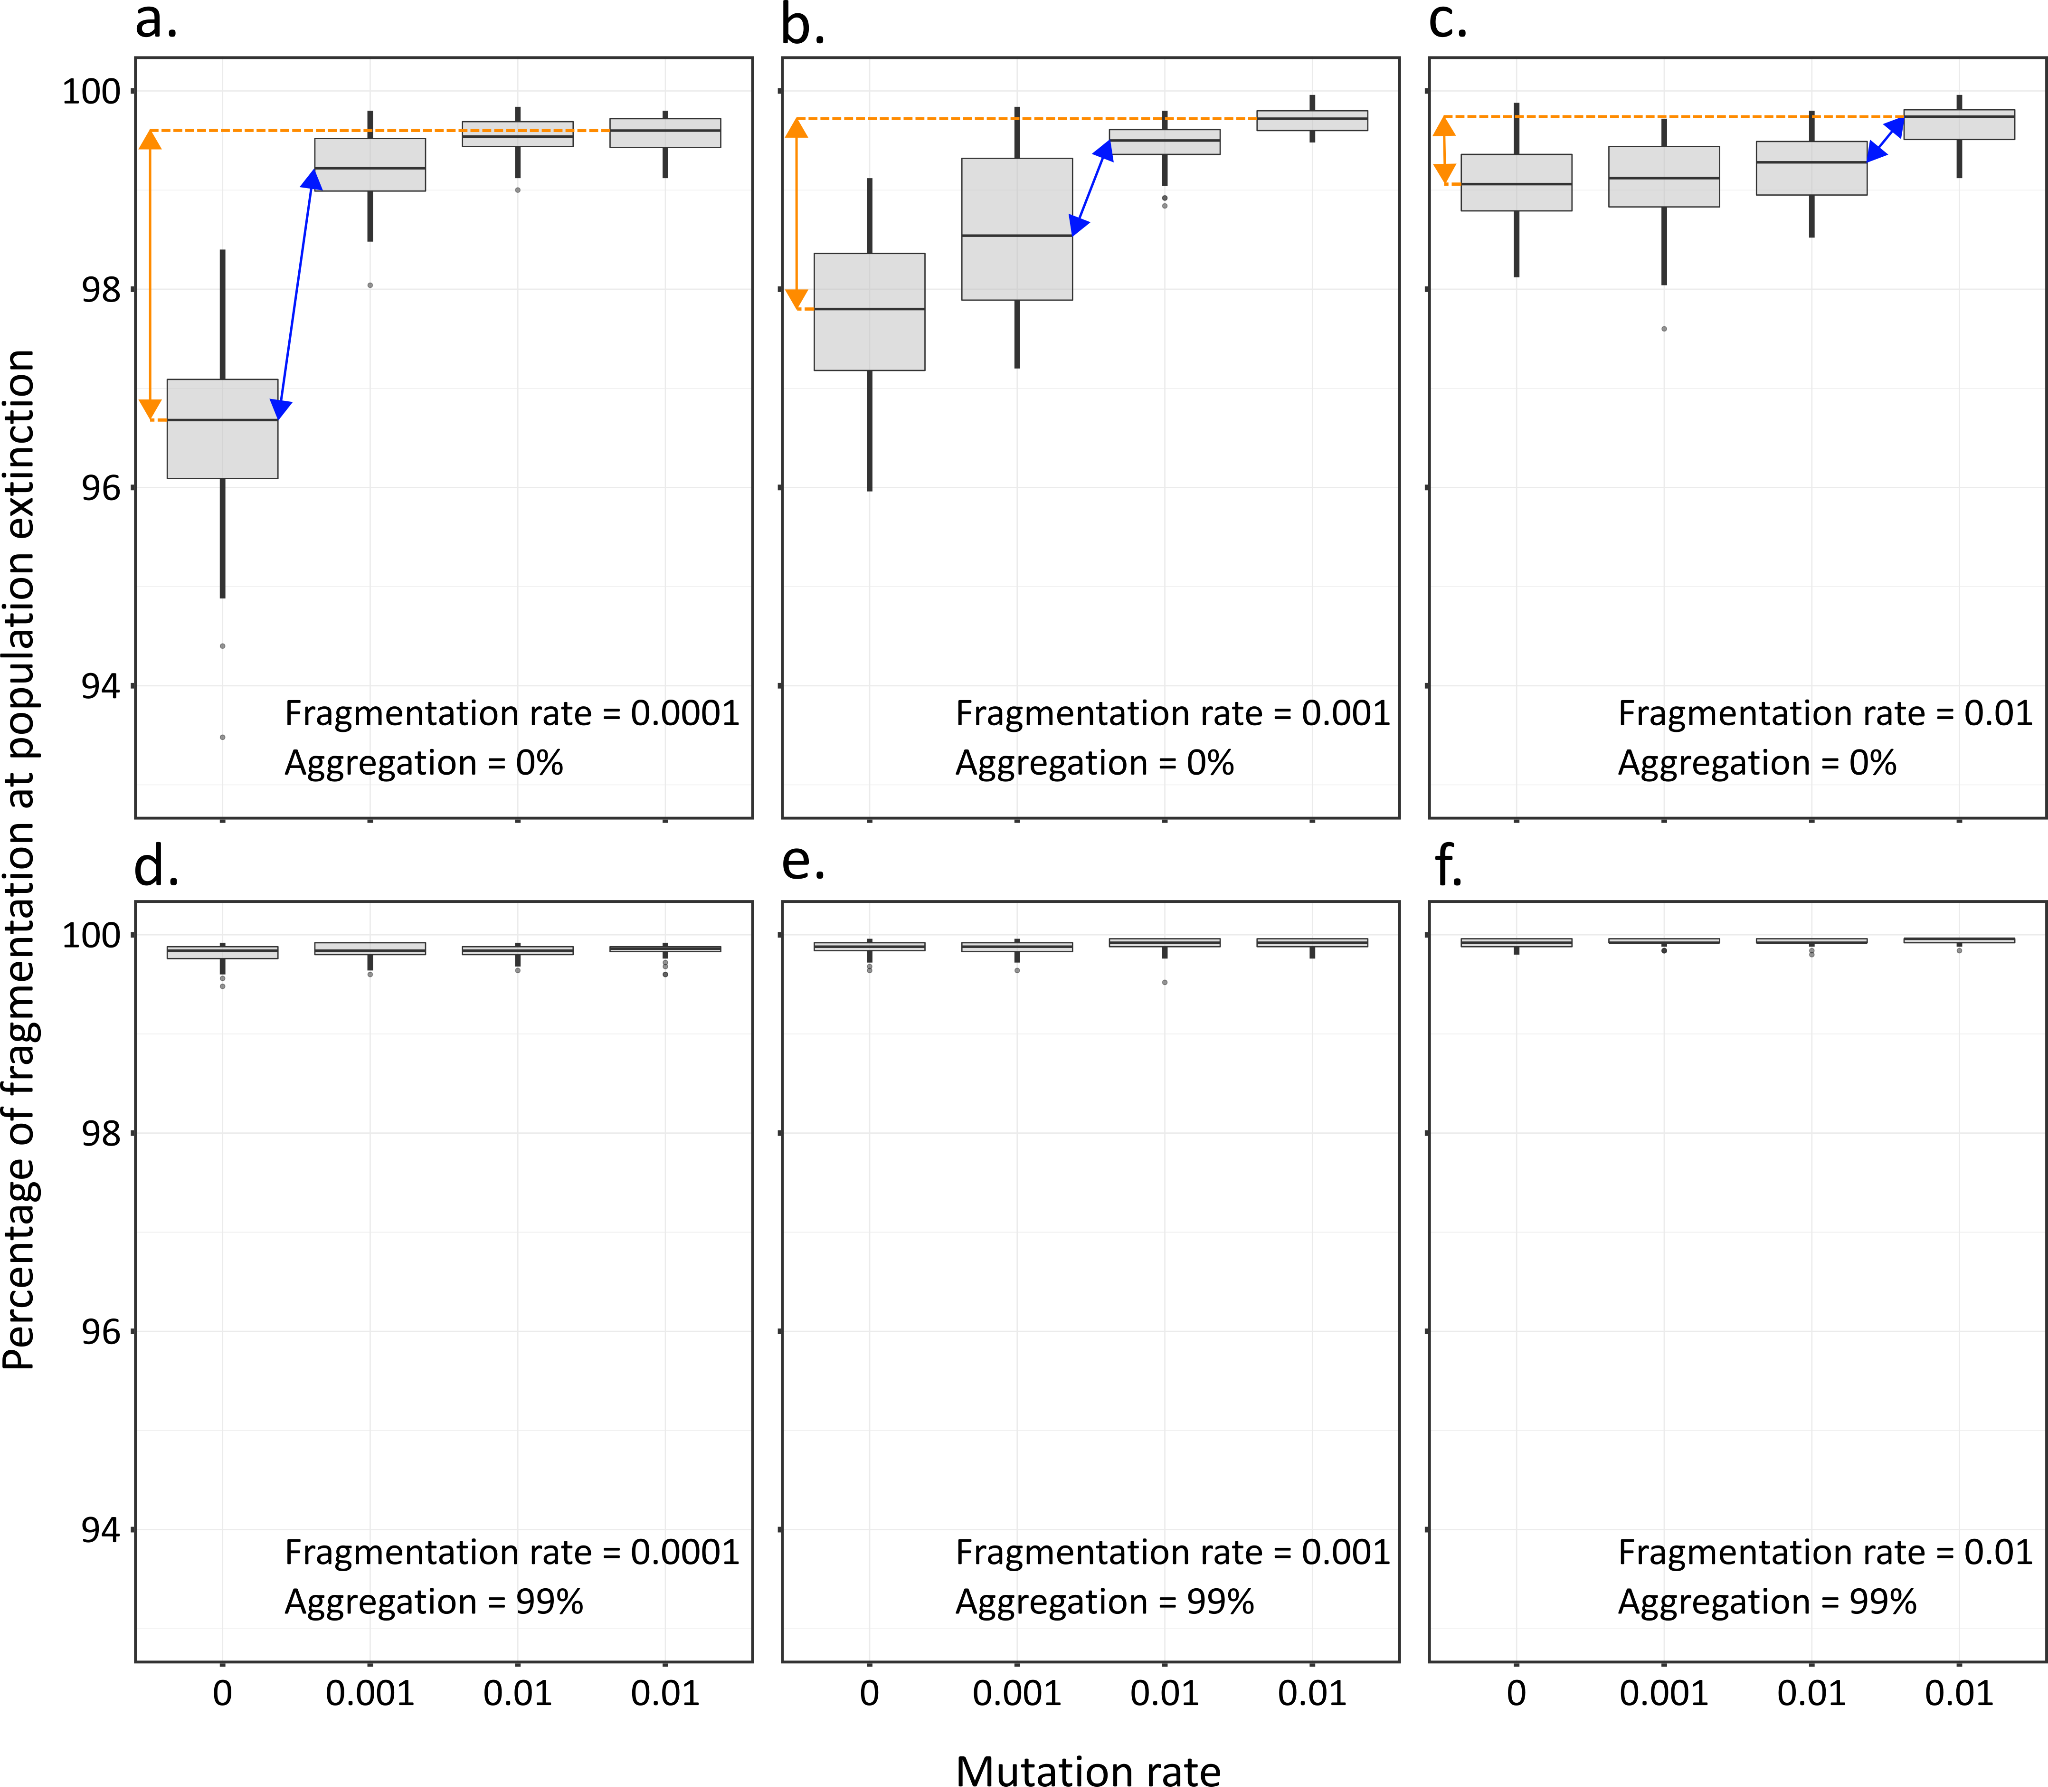 a.
b.
c.
Percentage of fragmentation at population extinction
100
98
96
94
Fragmentation rate = 0.0001
Aggregation = 0%
Fragmentation rate = 0.001
Aggregation = 0%
Fragmentation rate = 0.01
Aggregation = 0%
d.
e.
f.
100
98
96
94
Fragmentation rate = 0.0001
Aggregation = 99%
Fragmentation rate = 0.001
Aggregation = 99%
Fragmentation rate = 0.01
Aggregation = 99%
0 0.001 0.01 0.01
0 0.001 0.01 0.01
0 0.001 0.01 0.01
Mutation rate